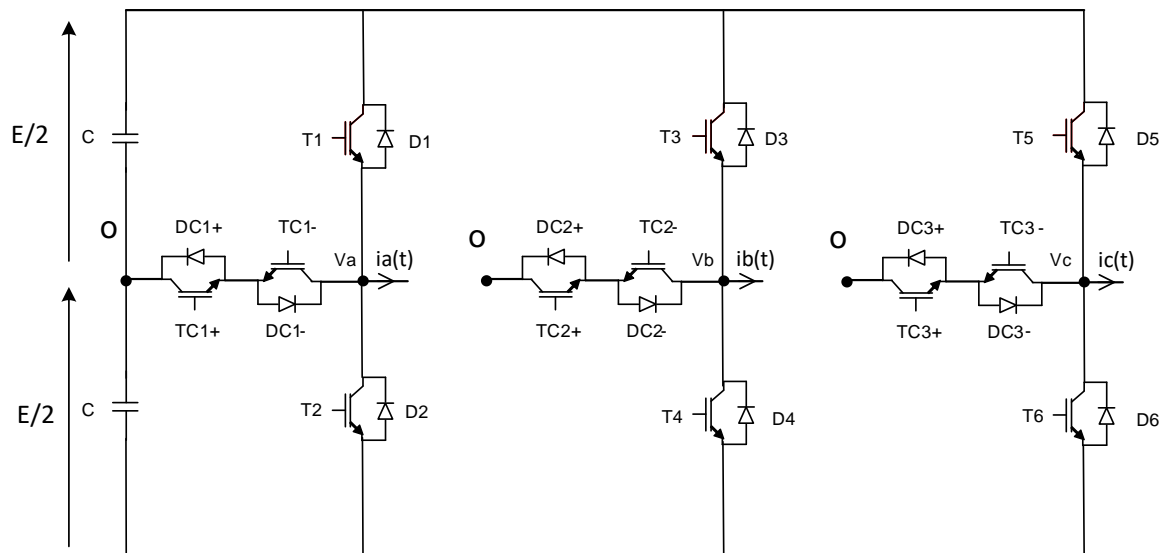 E/2
C
T1
D1
T3
D3
T5
D5
O
DC1+
TC1-
Va
ia(t)
TC1+
DC1-
O
DC2+
TC2-
Vb
ib(t)
TC2+
DC2-
O
DC3+
TC3 -
Vc
ic(t)
TC3+
DC3-
E/2
C
T2
D2
T4
D4
T6
D6